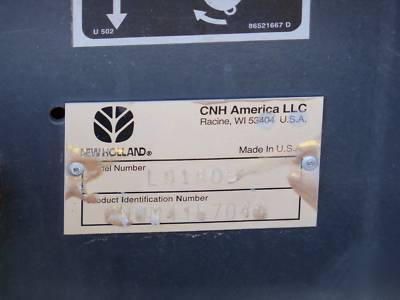 U 502
86521667 D
CNH America LLC
Racine, WI 53404 U.S.A.
NEW HOLLAND®
Made in U.S.A
Model Number
Product Identification Number